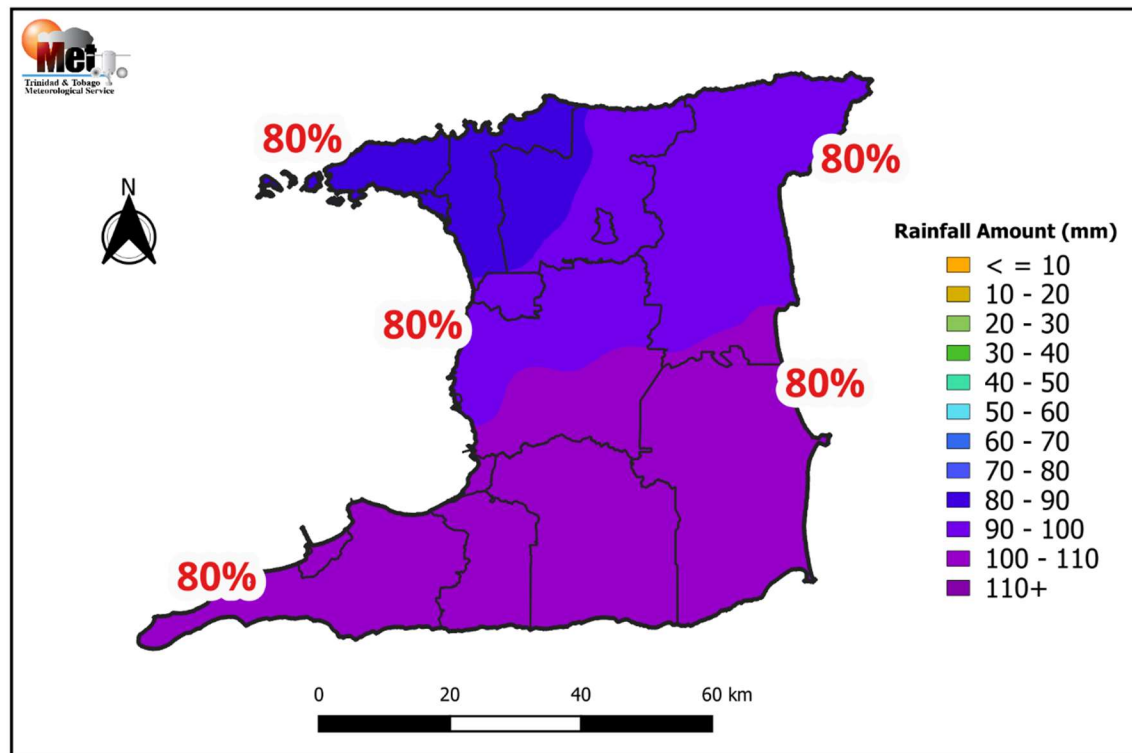 Met
Trinidad & Tobago
Meteorological Service
80%
80%
N
80%
80%
80%
Rainfall Amount (mm)
< = 10
10 - 20
20 - 30
30 - 40
40 - 50
50 - 60
60 - 70
70 - 80
80 - 90
90 - 100
100 - 110
110+
0 20 40 60 km